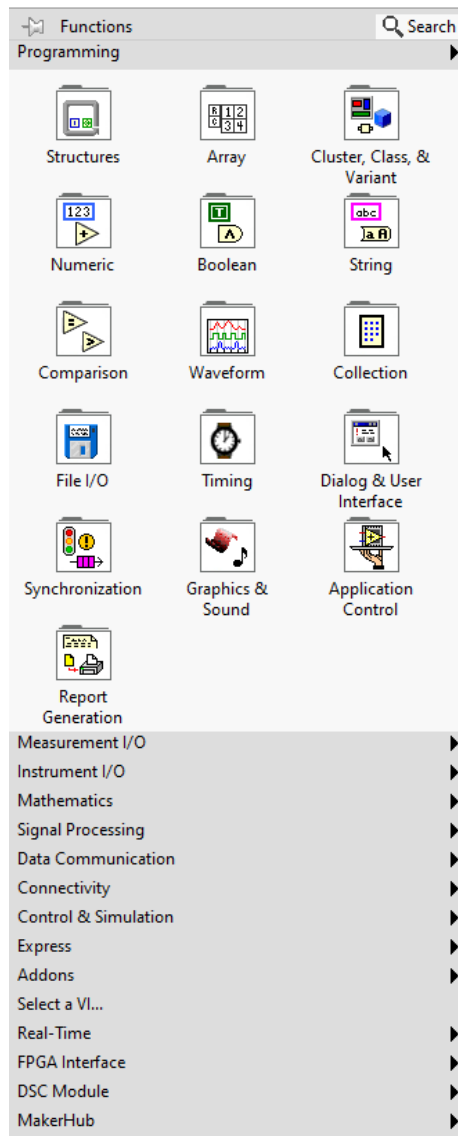 Functions
Search
Programming
Structures
Array
Cluster, Class, &
Variant
123
abc
Numeric
Boolean
String
Comparison
Waveform
Collection
File I/O
Timing
Dialog & User
Interface
Synchronization
Graphics &
Sound
Application
Control
Report
Generation
Measurement I/O
Instrument I/O
Mathematics
Signal Processing
Data Communication
Connectivity
Control & Simulation
Express
Addons
Select a VI...
Real-Time
FPGA Interface
DSC Module
MakerHub